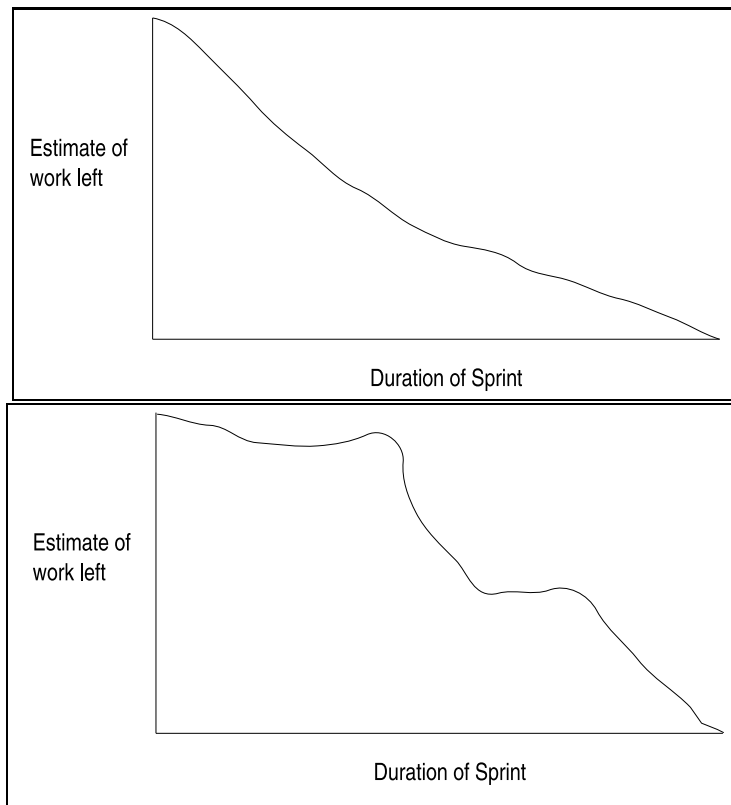 Estimate of
work left
Duration of Sprint
Estimate of
work left
Duration of Sprint